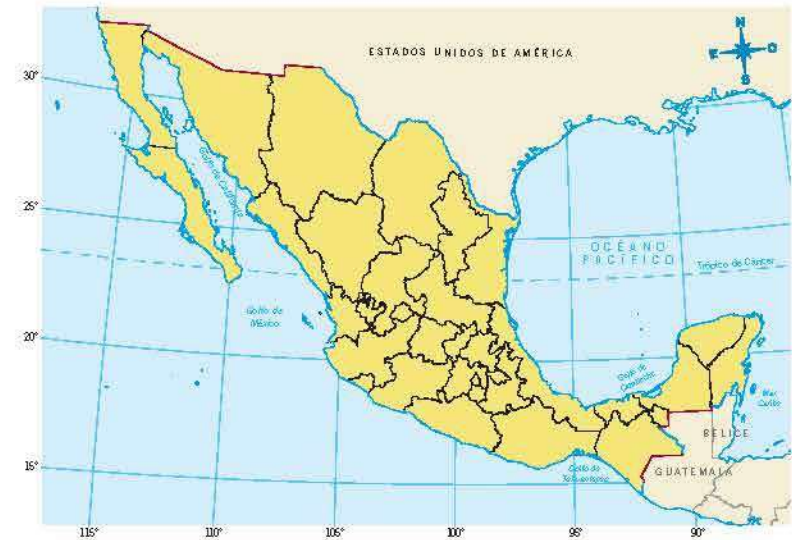 N
ESTADOS UNIDOS DE AMÉRICA
E
O
S
30°
Golfo de California
25°
OCÉANO
PACÍFICO
Trópico de Cáncer
Golfo de
México
20°
Golfo de
Campeche
Mar
Caribe
BELICE
15°
Golfo de
Tehuantepec
GUATEMALA
115°
110°
105°
100°
95°
90°